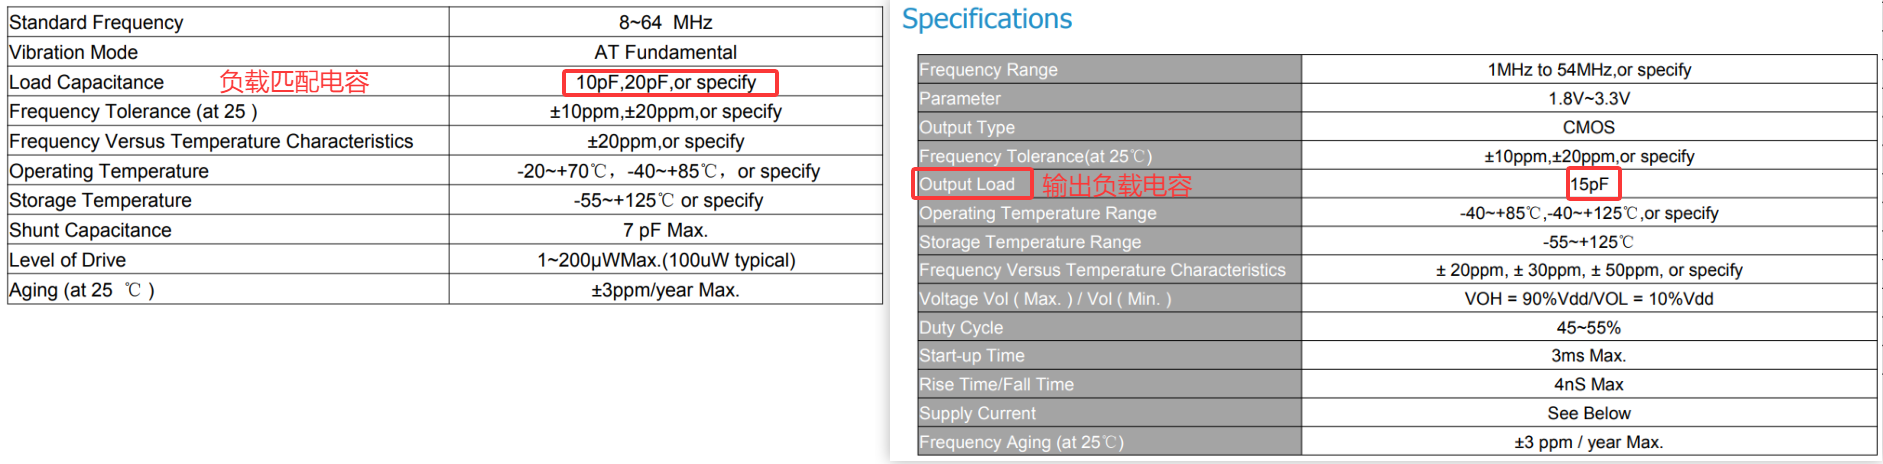 Standard Frequency 8~64 MHz
Vibration Mode AT Fundamental
Load Capacitance 负载匹配电容 10pF,20pF,or specify
Frequency Tolerance (at 25 ) ±10ppm,±20ppm,or specify
Frequency Versus Temperature Characteristics ±20ppm,or specify
Operating Temperature -20~+70℃，-40~+85℃，or specify
Storage Temperature -55~+125℃ or specify
Shunt Capacitance 7 pF Max.
Level of Drive 1~200μWMax.(100uW typical)
Aging (at 25 ℃ ) ±3ppm/year Max.
Specifications
Frequency Range 1MHz to 54MHz,or specify
Parameter 1.8V~3.3V
Output Type CMOS
Frequency Tolerance(at 25℃) ±10ppm,±20ppm,or specify
Output Load 输出负载电容 15pF
Operating Temperature Range -40~+85℃,-40~+125℃,or specify
Storage Temperature Range -55~+125℃
Frequency Versus Temperature Characteristics ± 20ppm, ± 30ppm, ± 50ppm, or specify
Voltage Vol ( Max. ) / Vol ( Min. ) VOH = 90%Vdd/VOL = 10%Vdd
Duty Cycle 45~55%
Start-up Time 3ms Max.
Rise Time/Fall Time 4nS Max
Supply Current See Below
Frequency Aging (at 25℃) ±3 ppm / year Max.